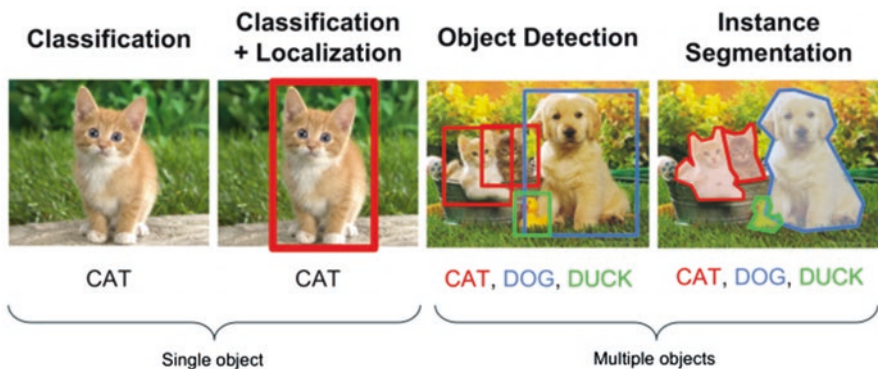 Classification
Classification
+ Localization
Object Detection
Instance
Segmentation
CAT
CAT
CAT, DOG, DUCK
CAT, DOG, DUCK
Single object
Multiple objects